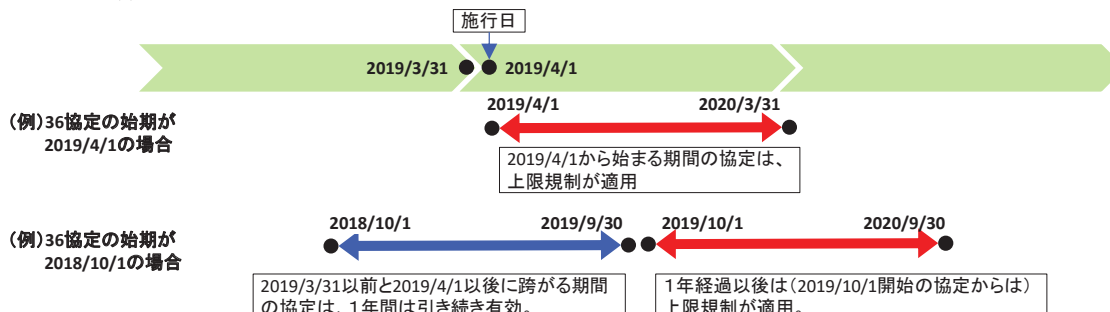 施行日
2019/3/31
2019/4/1
(例)36協定の始期が
2019/4/1の場合
2019/4/1
2020/3/31
2019/4/1から始まる期間の協定は、
上限規制が適用
(例)36協定の始期が
2018/10/1の場合
2018/10/1
2019/9/30
2019/10/1
2020/9/30
2019/3/31以前と2019/4/1以後に跨がる期間
の協定は、1年間は引き続き有効。
1年経過以後は(2019/10/1開始の協定からは)
上限規制が適用。